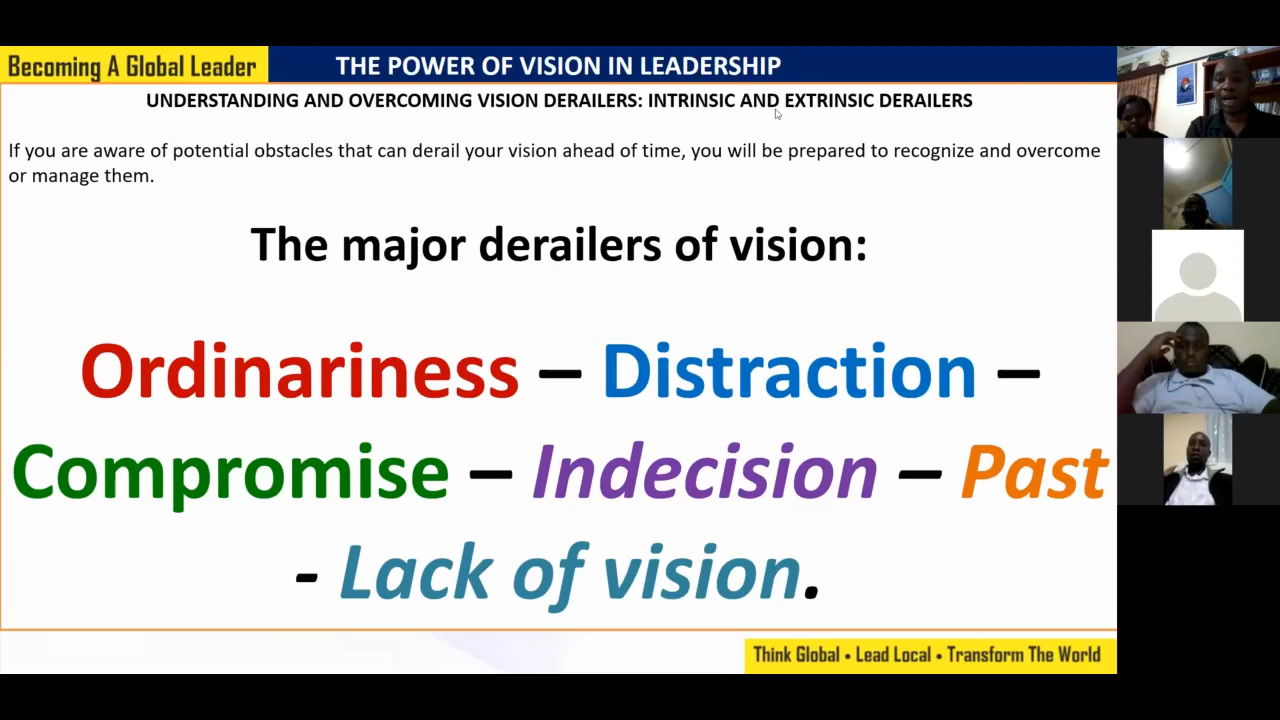 Becoming A Global Leader
THE POWER OF VISION IN LEADERSHIP
UNDERSTANDING AND OVERCOMING VISION DERAILERS: INTRINSIC AND EXTRINSIC DERAILERS
If you are aware of potential obstacles that can derail your vision ahead of time, you will be prepared to recognize and overcome
or manage them.
The major derailers of vision:
Ordinariness – Distraction –
Compromise – Indecision – Past
- Lack of vision.
Think Global • Lead Local • Transform The World